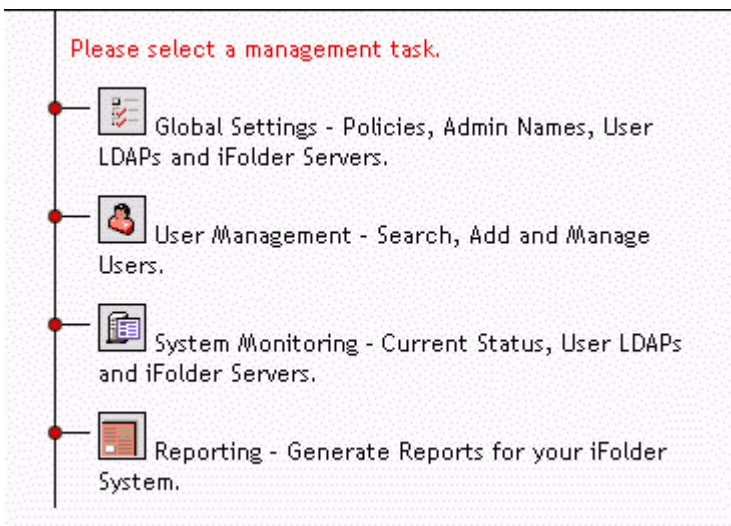 Please select a management task.
Global Settings - Policies, Admin Names, User
LDAPs and iFolder Servers.
User Management - Search, Add and Manage
Users.
System Monitoring - Current Status, User LDAPs
and iFolder Servers.
Reporting - Generate Reports for your iFolder
System.